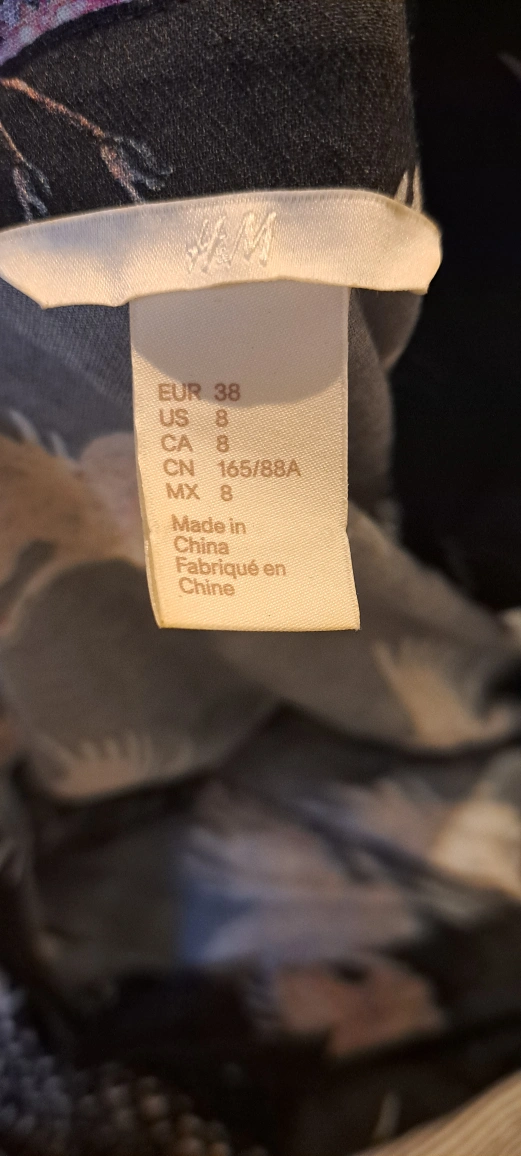 H&M
EUR 38
US 8
CA 8
CN 165/88A
MX 8
Made in
China
Fabriqué en
Chine